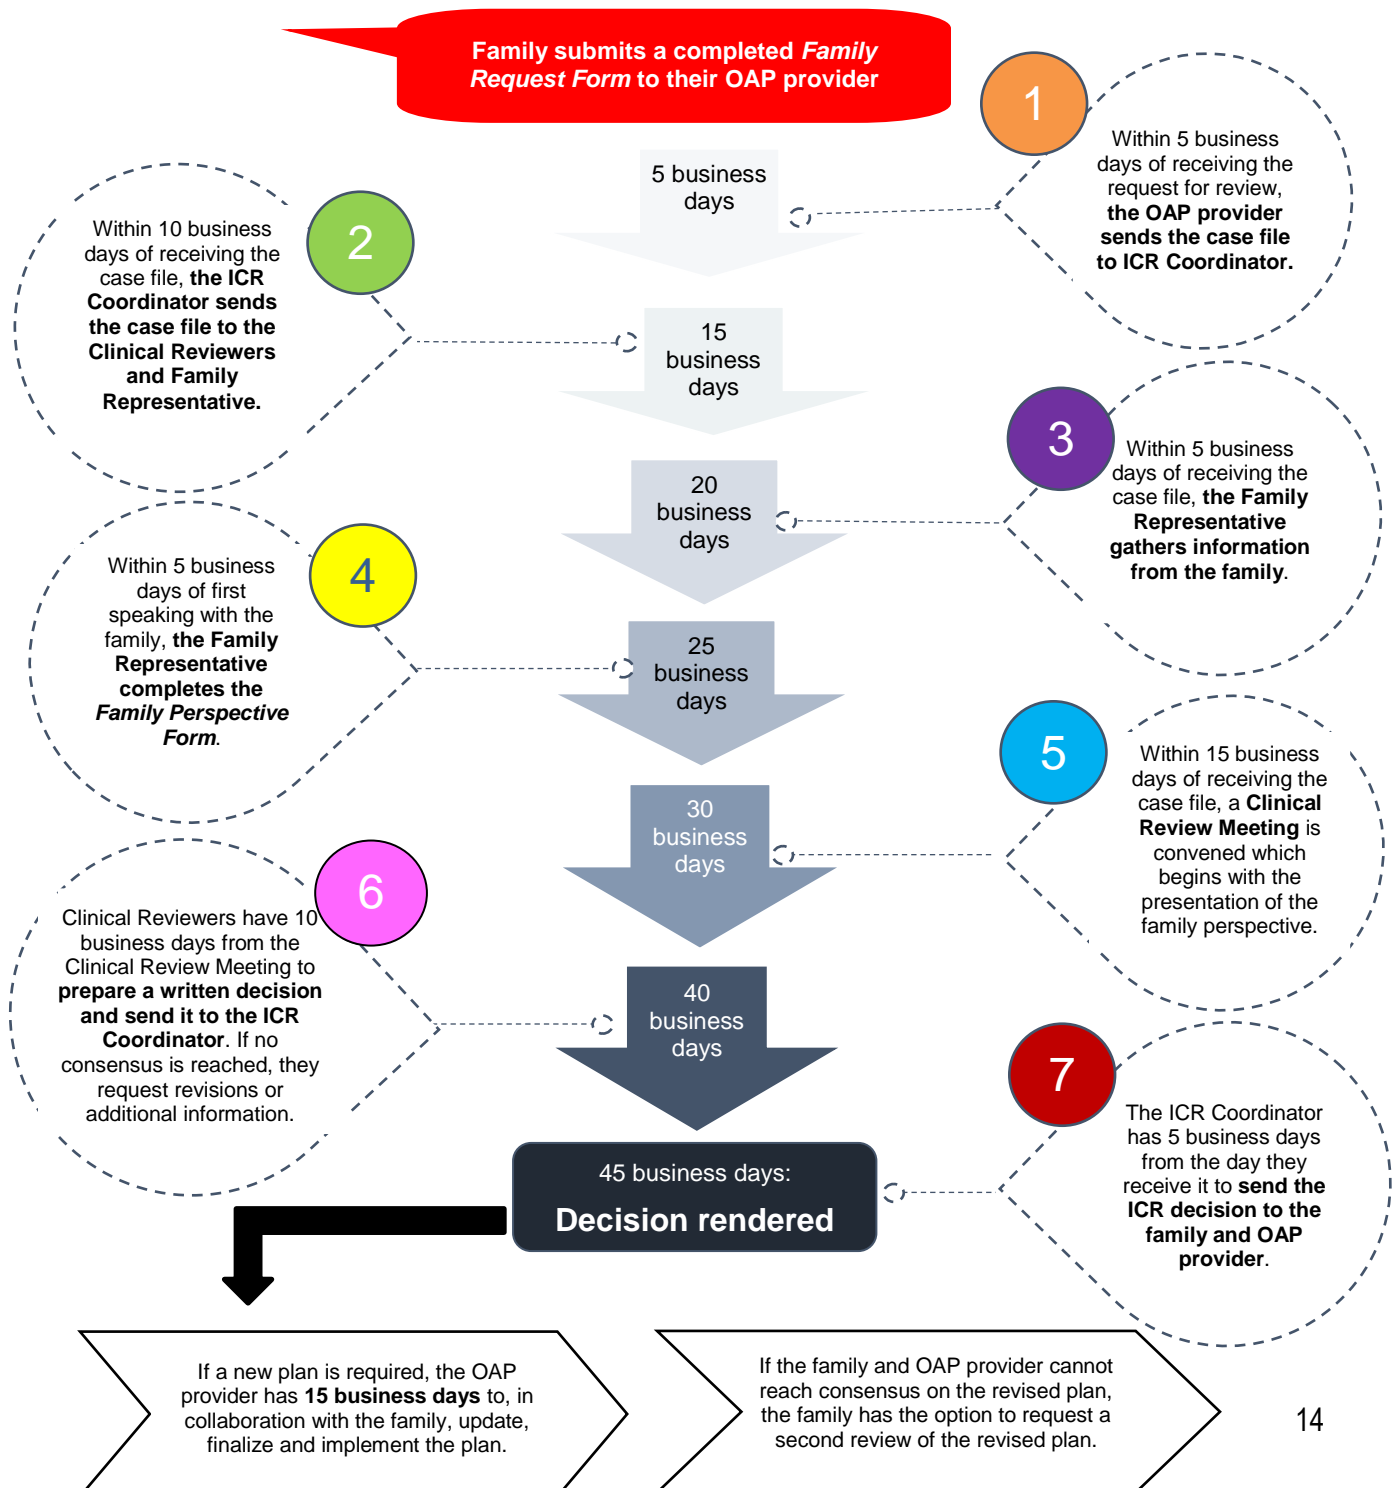 Family submits a completed Family
Request Form to their OAP provider
1
Within 5 business
days of receiving the
request for review,
the OAP provider
sends the case file
to ICR Coordinator.
5 business
days
2
Within 10 business
days of receiving the
case file, the ICR
Coordinator sends
the case file to the
Clinical Reviewers
and Family
Representative.
15
business
days
3
Within 5 business
days of receiving the
case file, the Family
Representative
gathers information
from the family.
20
business
days
4
Within 5 business
days of first
speaking with the
family, the Family
Representative
completes the
Family Perspective
Form.
25
business
days
5
Within 15 business
days of receiving the
case file, a Clinical
Review Meeting is
convened which
begins with the
presentation of the
family perspective.
30
business
days
6
Clinical Reviewers have 10
business days from the
Clinical Review Meeting to
prepare a written decision
and send it to the ICR
Coordinator. If no
consensus is reached, they
request revisions or
additional information.
40
business
days
7
The ICR Coordinator
has 5 business days
from the day they
receive it to send the
ICR decision to the
family and OAP
provider.
45 business days:
Decision rendered
If a new plan is required, the OAP
provider has 15 business days to, in
collaboration with the family, update,
finalize and implement the plan.
If the family and OAP provider cannot
reach consensus on the revised plan,
the family has the option to request a
second review of the revised plan.
14